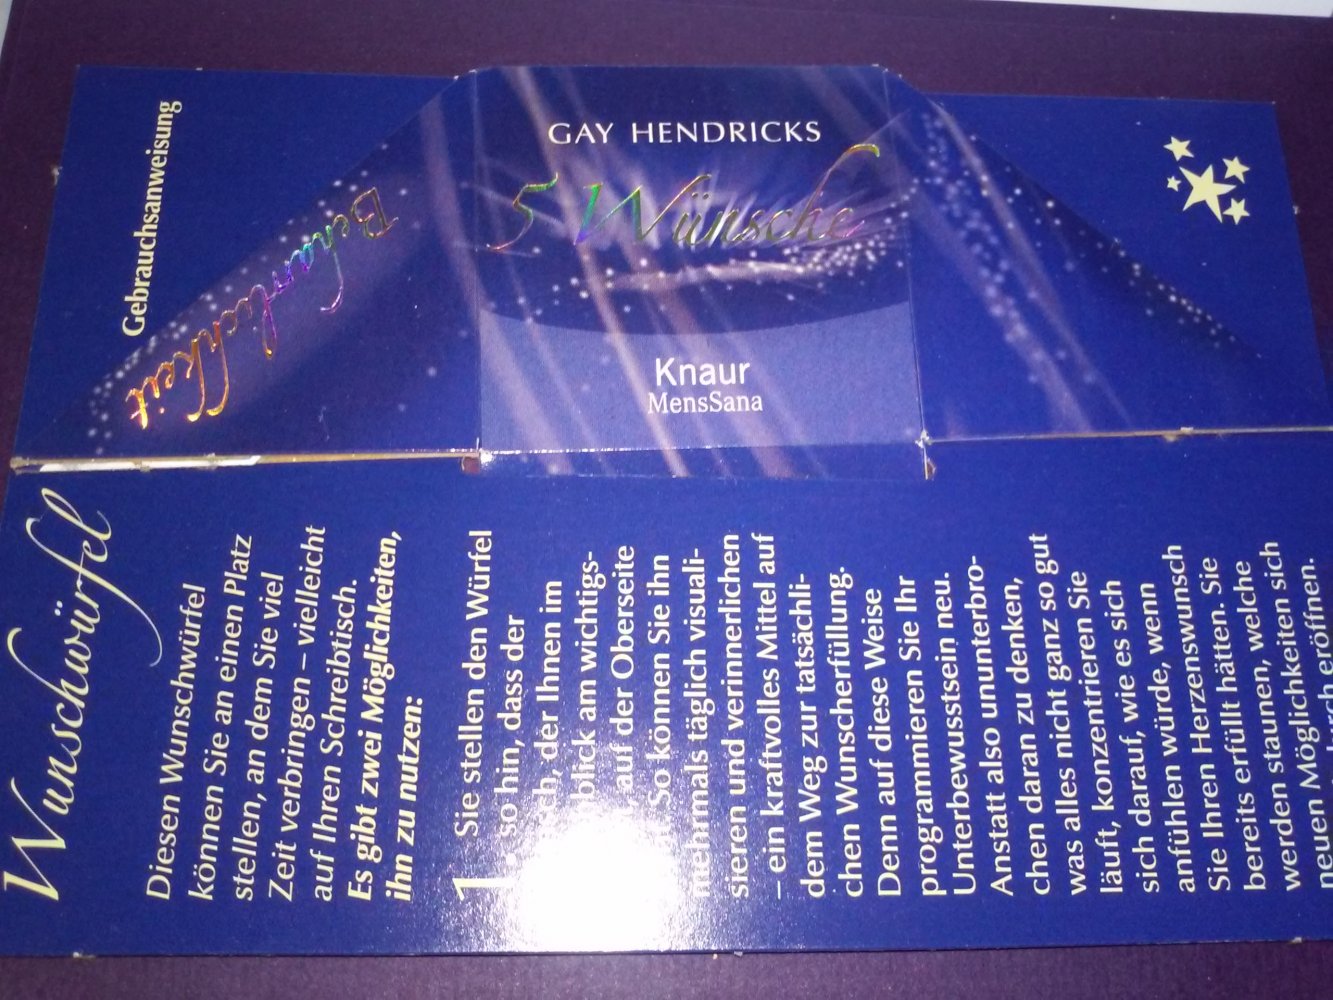 GAY HENDRICKS
5 Wünsche
Knaur
MensSana
Beharrlichkeit
Gebrauchsanweisung
Wunschwürfel
Diesen Wunschwürfel
können Sie an einen Platz
stellen, an dem Sie viel
Zeit verbringen – vielleicht
auf Ihren Schreibtisch.
Es gibt zwei Möglichkeiten,
ihn zu nutzen:
1. Sie stellen den Würfel
so hin, dass der
der Ihnen im
blick am wichtigs-
auf der Oberseite
So können Sie ihn
mehrmals täglich visuali-
sieren und verinnerlichen
– ein kraftvolles Mittel auf
dem Weg zur tatsächli-
chen Wunscherfüllung.
Denn auf diese Weise
programmieren Sie Ihr
Unterbewusstsein neu.
Anstatt also ununterbro-
chen daran zu denken,
was alles nicht ganz so gut
läuft, konzentrieren Sie
sich darauf, wie es sich
anfühlen würde, wenn
Sie Ihren Herzenswunsch
bereits erfüllt hätten. Sie
werden staunen, welche
neuen Möglichkeiten sich
dadurch eröffnen.